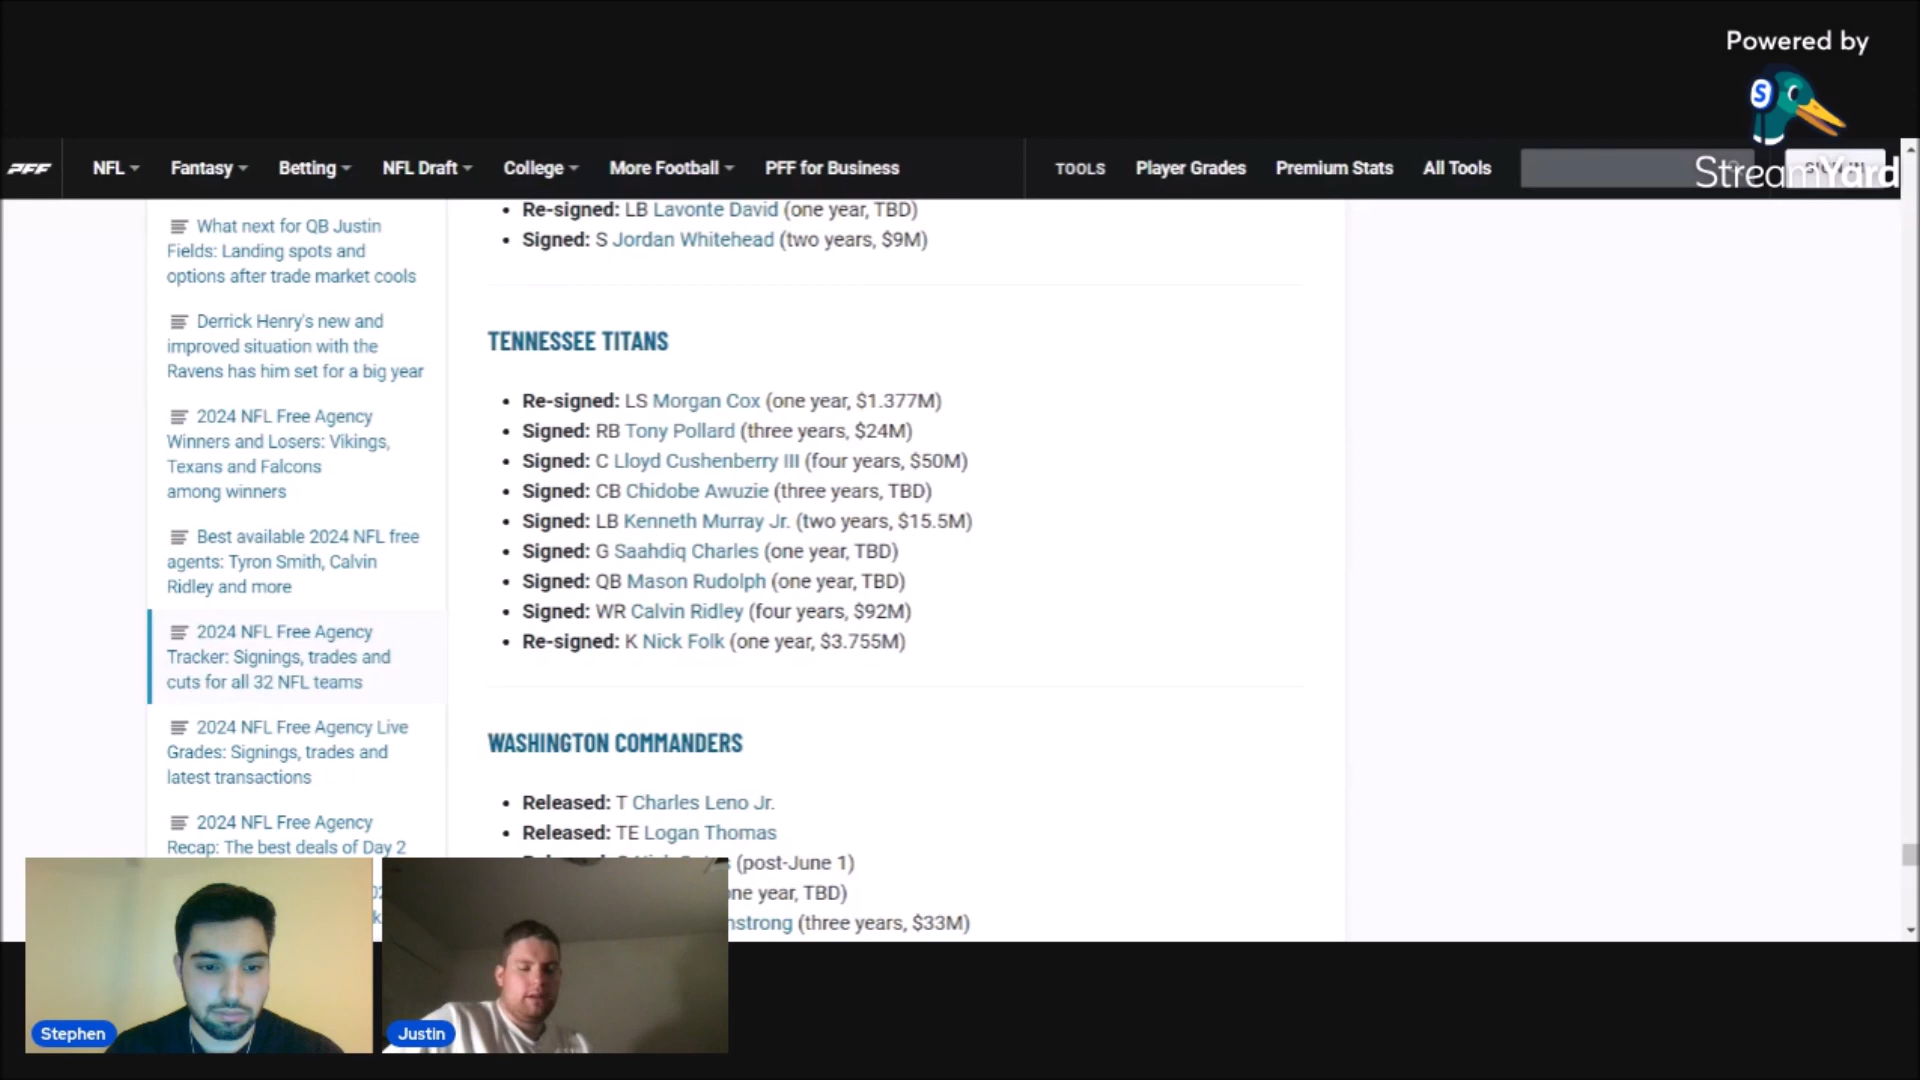 Powered by
StreamYard
PFF
NFL
Fantasy
Betting
NFL Draft
College
More Football
PFF for Business
TOOLS
Player Grades
Premium Stats
All Tools
What next for QB Justin
Fields: Landing spots and
options after trade market cools
Derrick Henry's new and
improved situation with the
Ravens has him set for a big year
2024 NFL Free Agency
Winners and Losers: Vikings,
Texans and Falcons
among winners
Best available 2024 NFL free
agents: Tyron Smith, Calvin
Ridley and more
2024 NFL Free Agency
Tracker: Signings, trades and
cuts for all 32 NFL teams
2024 NFL Free Agency Live
Grades: Signings, trades and
latest transactions
2024 NFL Free Agency
Recap: The best deals of Day 2
Re-signed: LB Lavonte David (one year, TBD)
Signed: S Jordan Whitehead (two years, $9M)
TENNESSEE TITANS
Re-signed: LS Morgan Cox (one year, $1.377M)
Signed: RB Tony Pollard (three years, $24M)
Signed: C Lloyd Cushenberry III (four years, $50M)
Signed: CB Chidobe Awuzie (three years, TBD)
Signed: LB Kenneth Murray Jr. (two years, $15.5M)
Signed: G Saahdiq Charles (one year, TBD)
Signed: QB Mason Rudolph (one year, TBD)
Signed: WR Calvin Ridley (four years, $92M)
Re-signed: K Nick Folk (one year, $3.755M)
WASHINGTON COMMANDERS
Released: T Charles Leno Jr.
Released: TE Logan Thomas
(post-June 1)
one year, TBD)
nstrong (three years, $33M)
Stephen
Justin